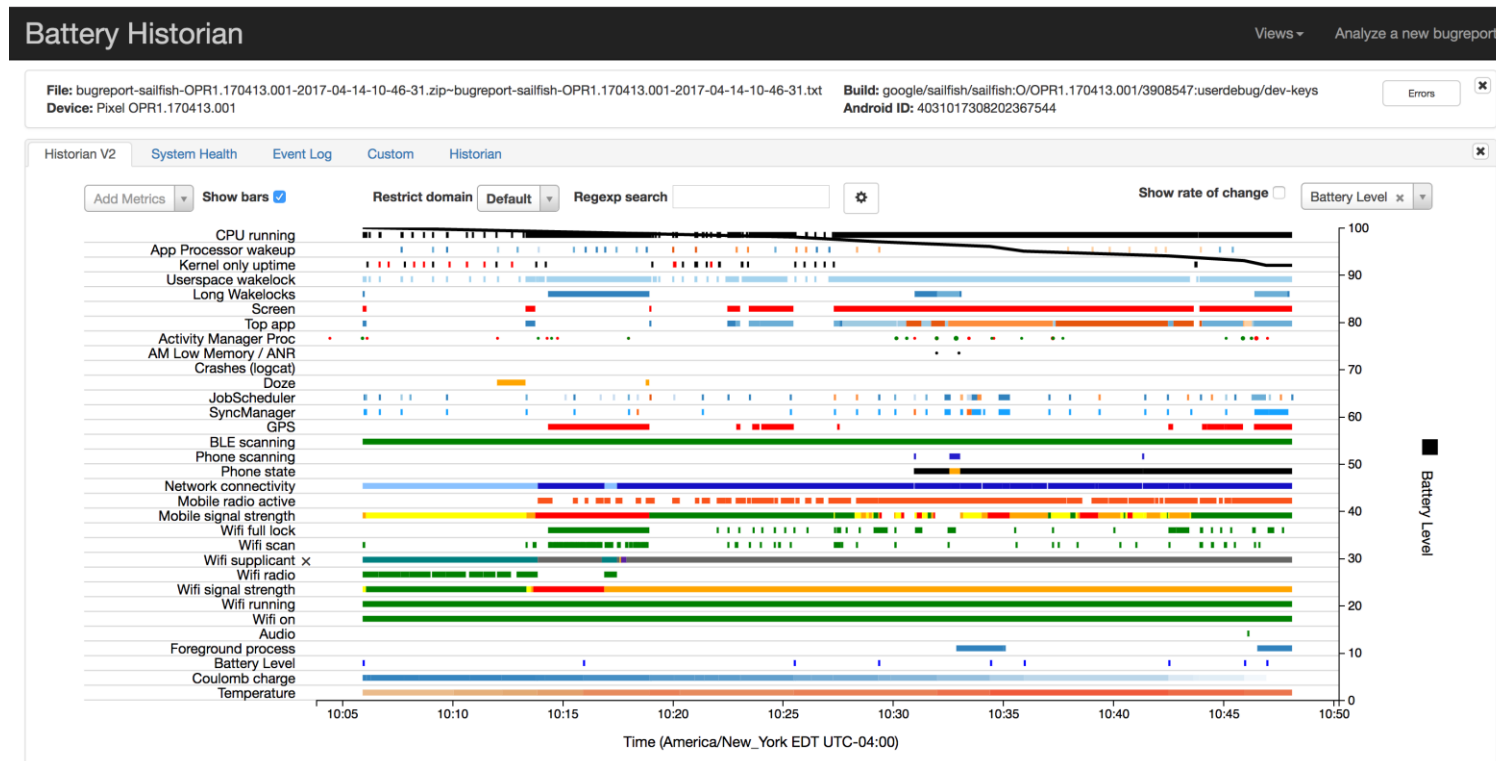 Battery Historian
Views
Analyze a new bugreport
File: bugreport-sailfish-OPR1.170413.001-2017-04-14-10-46-31.zip~bugreport-sailfish-OPR1.170413.001-2017-04-14-10-46-31.txt
Build: google/sailfish/sailfish:O/OPR1.170413.001/3908547:userdebug/dev-keys
Errors
Device: Pixel OPR1.170413.001
Android ID: 4031017308202367544
Historian V2
System Health
Event Log
Custom
Historian
Add Metrics
Show bars
Restrict domain
Default
Regexp search
Show rate of change
Battery Level ×
CPU running
App Processor wakeup
Kernel only uptime
Userspace wakelock
Long Wakelocks
Screen
Top app
Activity Manager Proc
AM Low Memory / ANR
Crashes (logcat)
Doze
JobScheduler
SyncManager
GPS
BLE scanning
Phone scanning
Phone state
Network connectivity
Mobile radio active
Mobile signal strength
Wifi full lock
Wifi scan
Wifi supplicant ×
Wifi radio
Wifi signal strength
Wifi running
Wifi on
Audio
Foreground process
Battery Level
Coulomb charge
Temperature
100
90
80
70
60
50
40
30
20
10
0
Battery Level
10:05
10:10
10:15
10:20
10:25
10:30
10:35
10:40
10:45
10:50
Time (America/New_York EDT UTC-04:00)